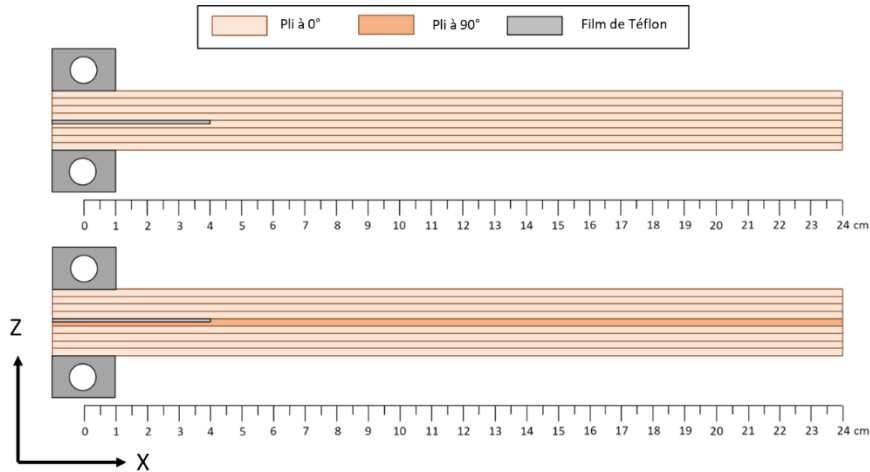 Pli à 0° Pli à 90° Film de Téflon
0 1 2 3 4 5 6 7 8 9 10 11 12 13 14 15 16 17 18 19 20 21 22 23 24 cm
Z
0 1 2 3 4 5 6 7 8 9 10 11 12 13 14 15 16 17 18 19 20 21 22 23 24 cm
X